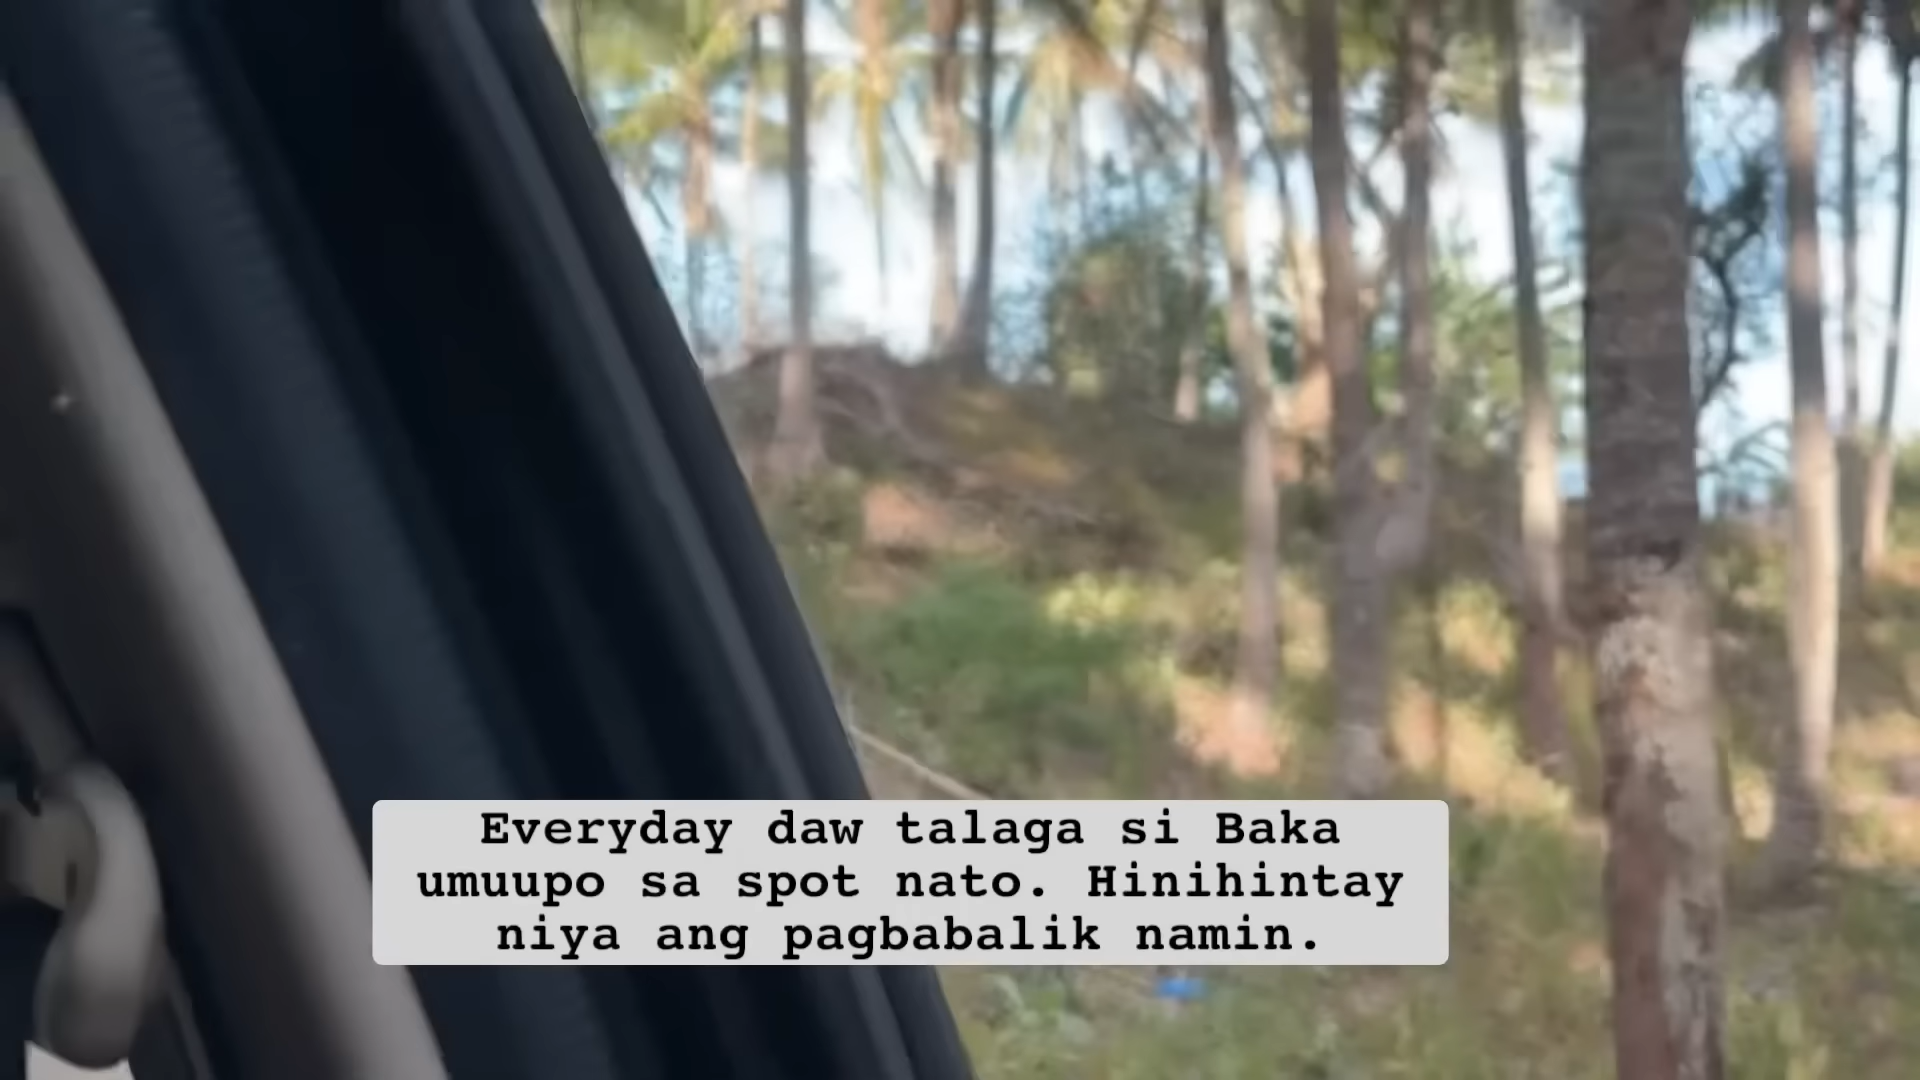 Everyday daw talaga si Baka
umuupo sa spot nato. Hinihintay
niya ang pagbabalik namin.